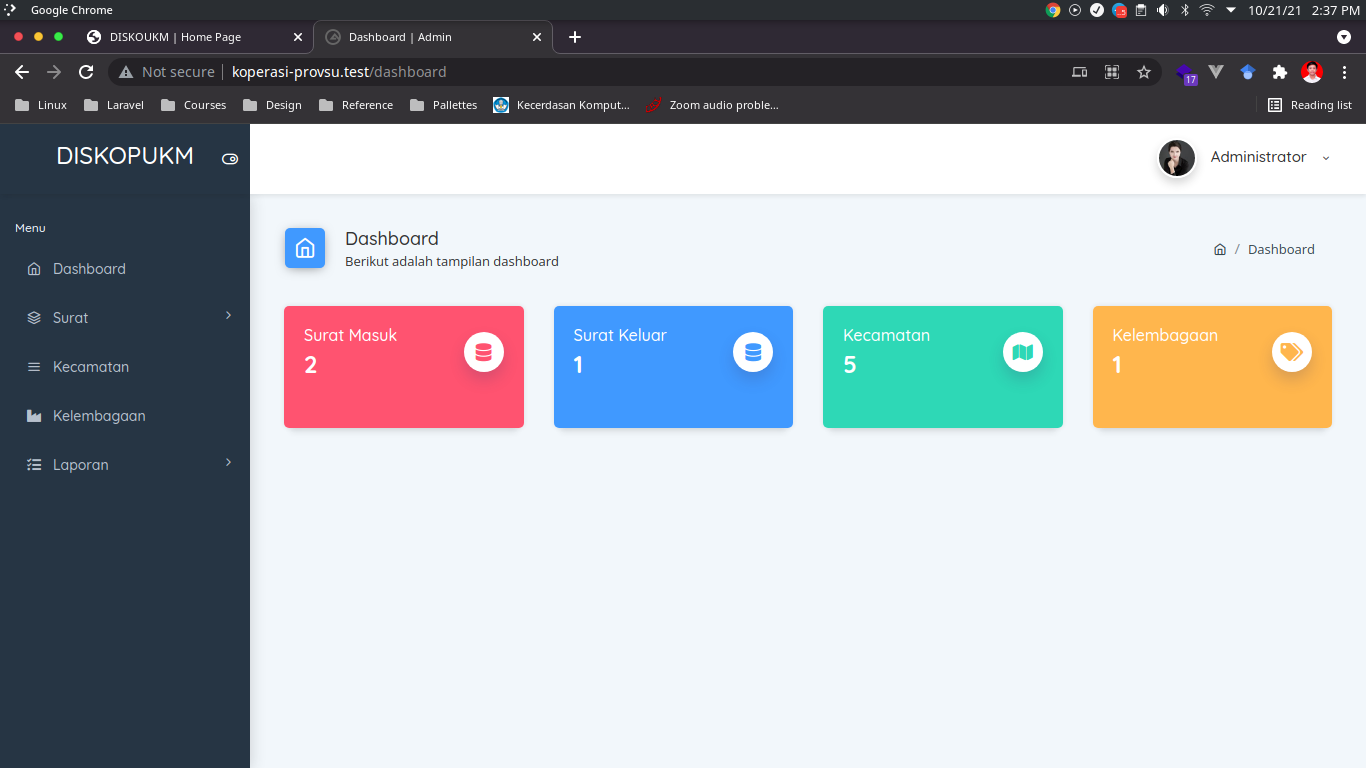 Google Chrome
10/21/21 2:37 PM
DISKOUKM | Home Page
Dashboard | Admin
Not secure
koperasi-provsu.test/dashboard
17
Linux
Laravel
Courses
Design
Reference
Pallettes
Kecerdasan Komput...
Zoom audio proble...
Reading list
DISKOPUKM
Administrator
Menu
Dashboard
Surat
Kecamatan
Kelembagaan
Laporan
Dashboard
Berikut adalah tampilan dashboard
/ Dashboard
Surat Masuk
2
Surat Keluar
1
Kecamatan
5
Kelembagaan
1